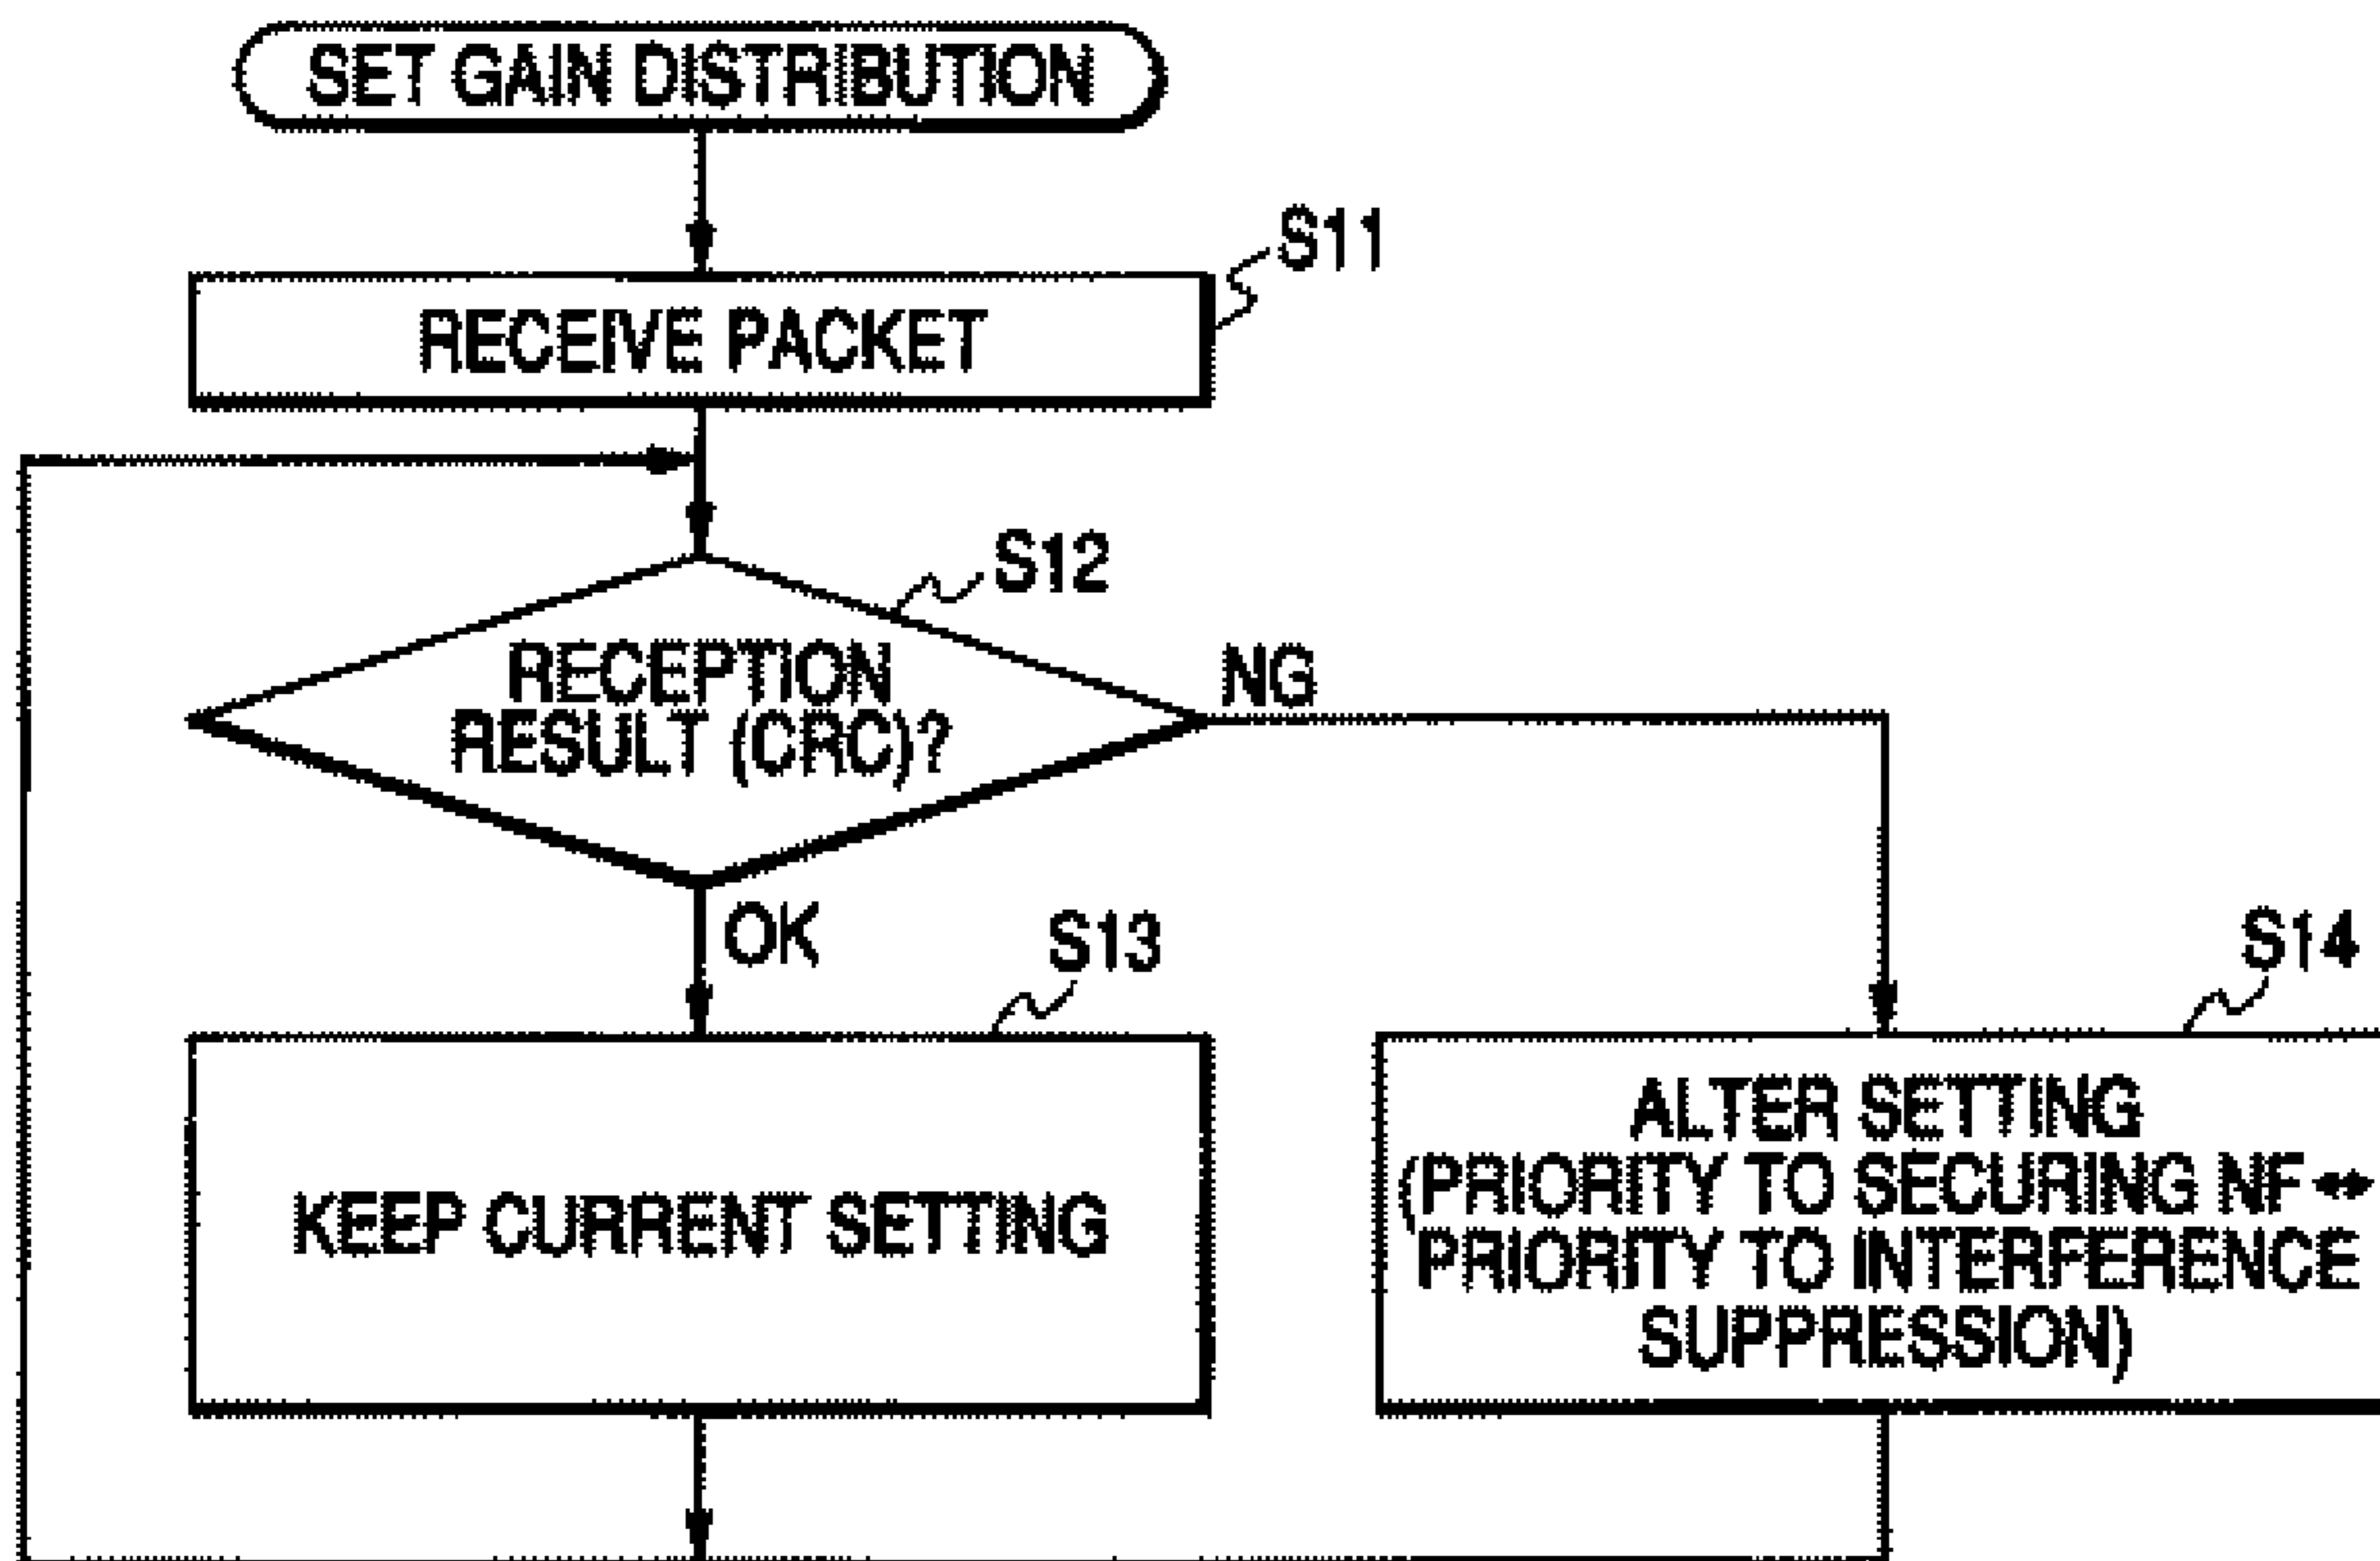 SET GAIN DISTRIBUTION
S11
RECEIVE PACKET
S12
RECEPTION
RESULT (CRC)?
NG
OK
S13
S14
KEEP CURRENT SETTING
ALTER SETTING
(PRIORITY TO SECURING NF ↔
PRIORITY TO INTERFERENCE
SUPPRESSION)